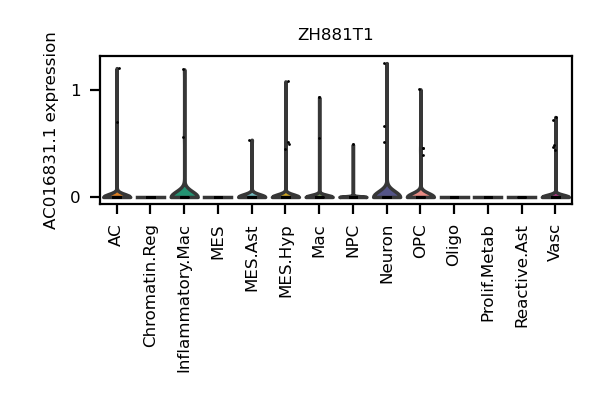 ZH881T1
AC016831.1 expression
1
0
AC
Chromatin.Reg
Inflammatory.Mac
MES
MES.Ast
MES.Hyp
Mac
NPC
Neuron
OPC
Oligo
Prolif.Metab
Reactive.Ast
Vasc